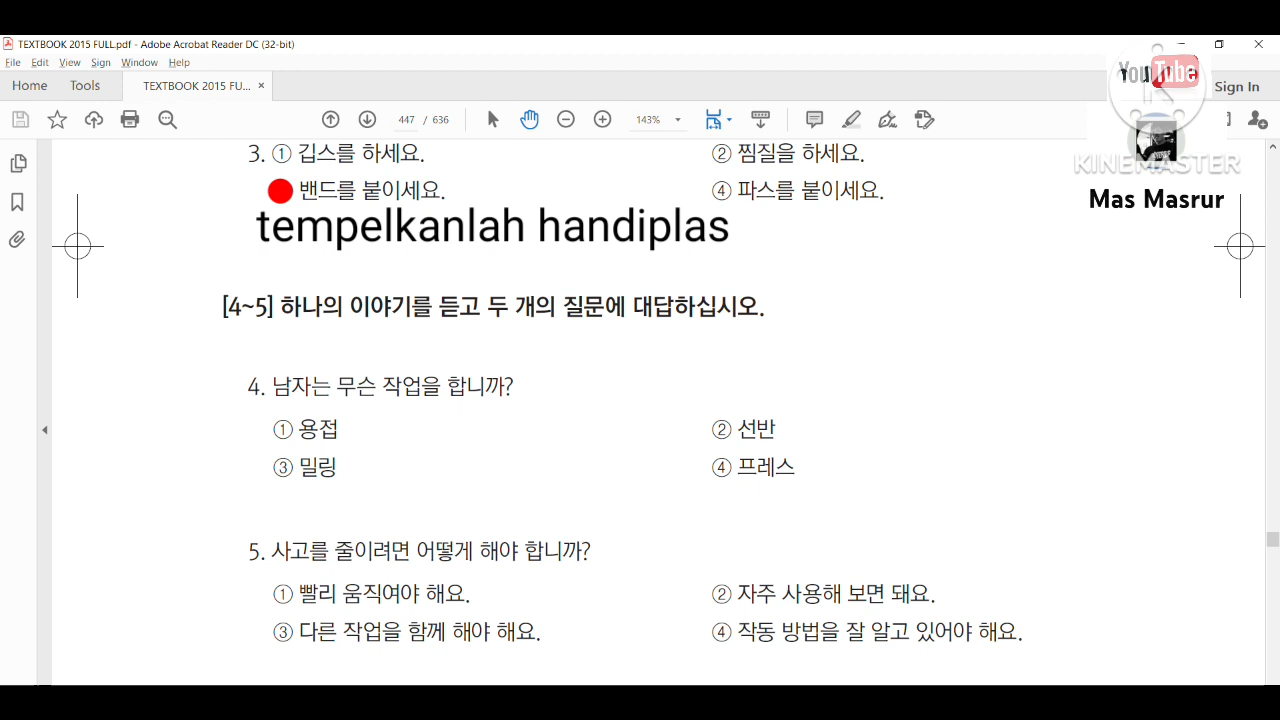 TEXTBOOK 2015 FULL.pdf - Adobe Acrobat Reader DC (32-bit)
File Edit View Sign Window Help
Home Tools TEXTBOOK 2015 FU... ×
Sign In
YouTube
447 / 636
143%
KINEMASTER
Mas Masrur
3. ① 깁스를 하세요. ② 찜질을 하세요.
밴드를 붙이세요. ④ 파스를 붙이세요.
tempelkanlah handiplas
[4~5] 하나의 이야기를 듣고 두 개의 질문에 대답하십시오.
4. 남자는 무슨 작업을 합니까?
① 용접 ② 선반
③ 밀링 ④ 프레스
5. 사고를 줄이려면 어떻게 해야 합니까?
① 빨리 움직여야 해요. ② 자주 사용해 보면 돼요.
③ 다른 작업을 함께 해야 해요. ④ 작동 방법을 잘 알고 있어야 해요.